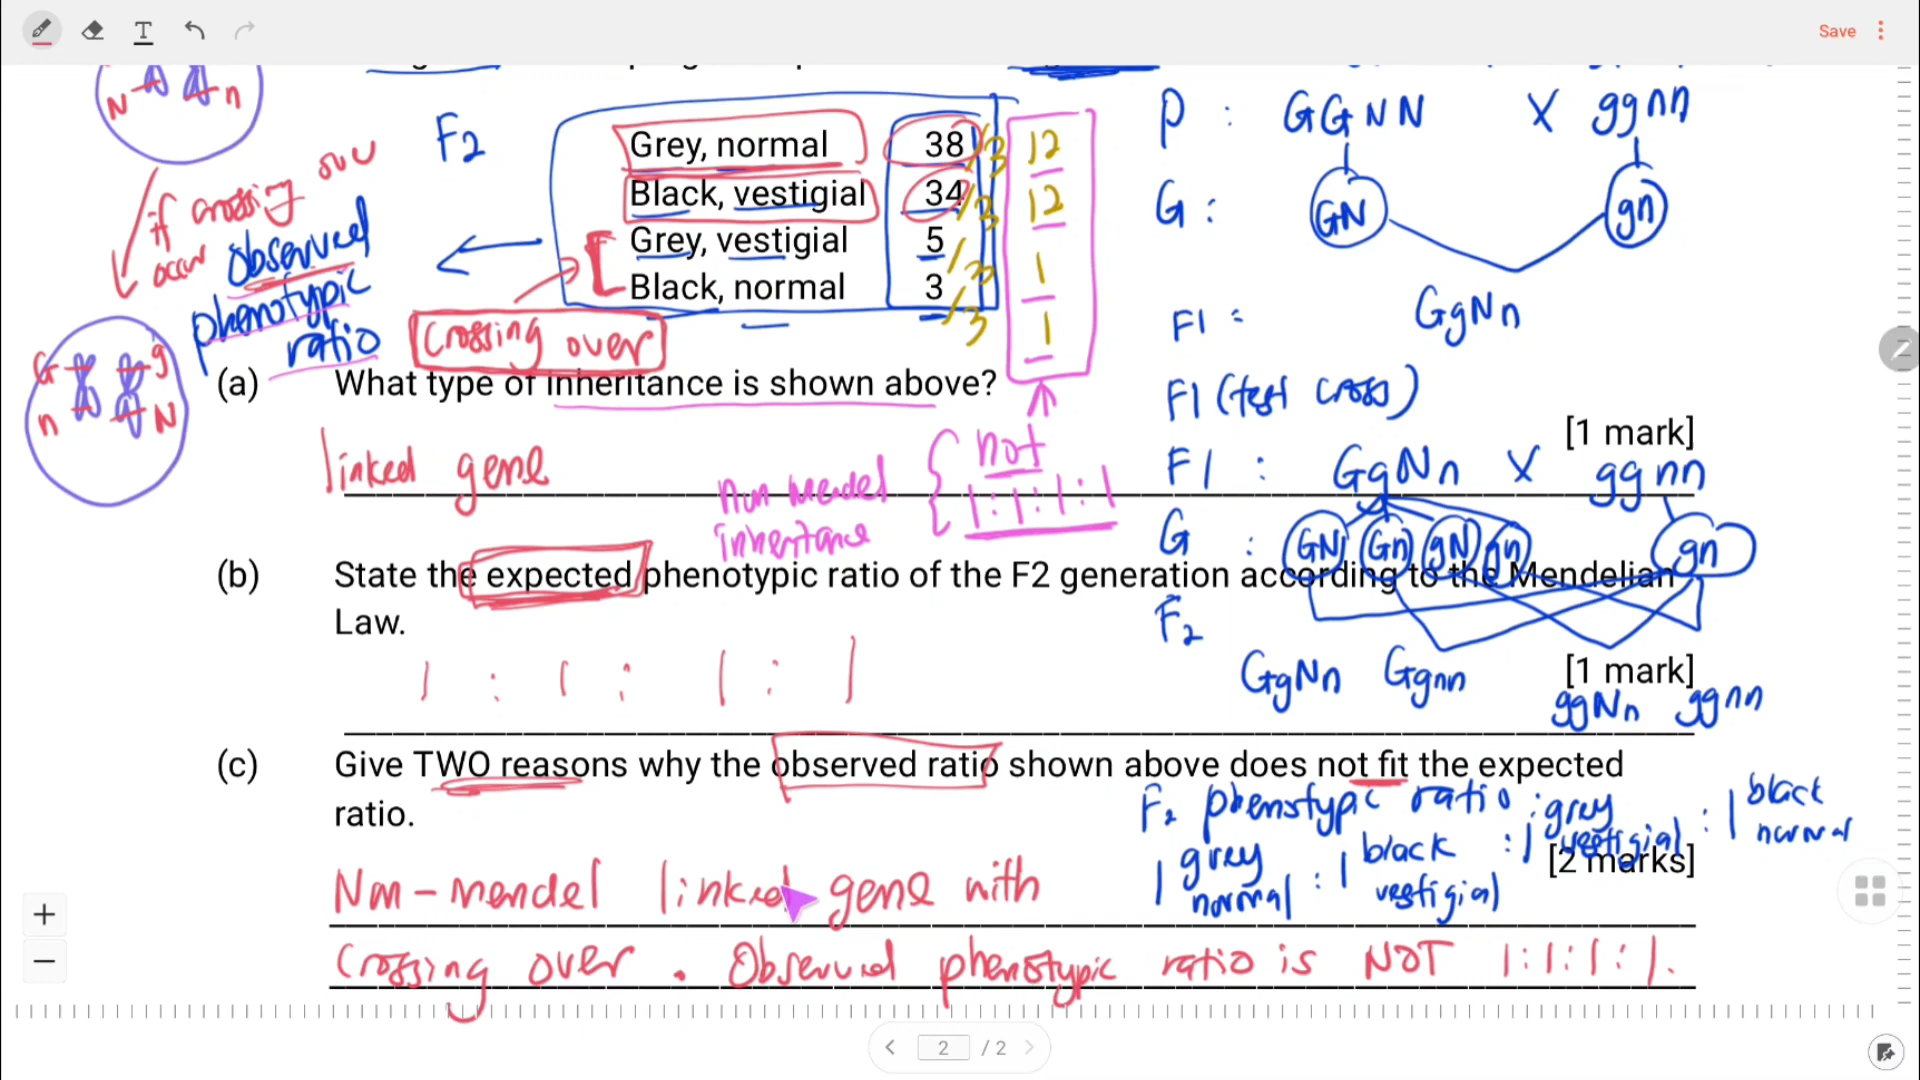 Save
N n
P : GGNN X ggnn
F2
Grey, normal 38/3 12
Black, vestigial 34/3 12
Grey, vestigial 5/3 1
Black, normal 3/3 1
if crossing over
occur
observed
phenotypic
ratio
crossing over
G : GN gn
F1 : GgNn
G g
n N
(a) What type of inheritance is shown above?
F1 (test cross)
[1 mark]
linked gene
non mendel
inheritance
not
1:1:1:1
F1 : GgNn X ggnn
G : GN Gn gN gn gn
(b) State the expected phenotypic ratio of the F2 generation according to the Mendelian
Law.
F2
GgNn Ggnn ggNn ggnn
[1 mark]
1 : 1 : 1 : 1
(c) Give TWO reasons why the observed ratio shown above does not fit the expected
ratio.
F2 phenotypic ratio :
1 grey normal : 1 black vestigial : 1 grey vestigial : 1 black normal
[2 marks]
Non-mendel linked gene with
crossing over . Observed phenotypic ratio is NOT 1:1:1:1.
2 / 2